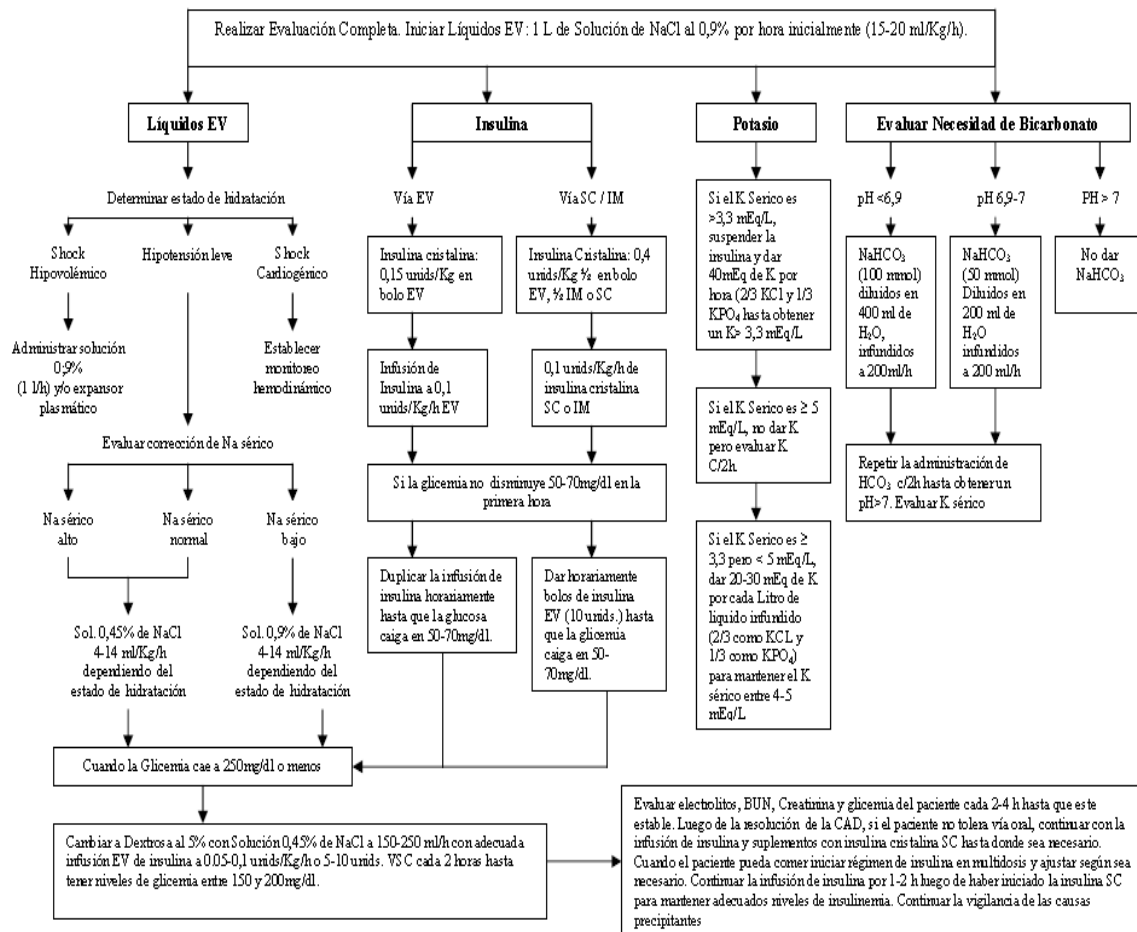 Realizar Evaluación Completa. Iniciar Líquidos EV: 1 L de Solución de NaCl al 0,9% por hora inicialmente (15-20 ml/Kg/h).
Líquidos EV
Determinar estado de hidratación
Shock
Hipovolémico
Hipotensión leve
Shock
Cardiogénico
Administrar solución
0,9%
(1 l/h) y/o expansor
plasmático
Establecer
monitoreo
hemodinámico
Evaluar corrección de Na sérico
Na sérico
alto
Na sérico
normal
Na sérico
bajo
Sol. 0,45% de NaCl
4-14 ml/Kg/h
dependiendo del
estado de hidratación
Sol. 0,9% de NaCl
4-14 ml/Kg/h
dependiendo del
estado de hidratación
Insulina
Vía EV
Vía SC / IM
Insulina cristalina:
0,15 unids/Kg en
bolo EV
Insulina Cristalina: 0,4
unids/Kg ½ en bolo
EV, ½ IM o SC
Infusión de
Insulina a 0,1
unids/Kg/h EV
0,1 unids/Kg/h de
insulina cristalina
SC o IM
Si la glicemia no disminuye 50-70mg/dl en la
primera hora
Duplicar la infusión de
insulina horariamente
hasta que la glucosa
caiga en 50-70mg/dl.
Dar horariamente
bolos de insulina
EV (10 unids.) hasta
que la glicemia
caiga en 50-
70mg/dl.
Potasio
Si el K Serico es
>3,3 mEq/L,
suspender la
insulina y dar
40mEq de K por
hora (2/3 KCl y 1/3
KPO₄ hasta obtener
un K> 3,3 mEq/L
Si el K Serico es ≥ 5
mEq/L, no dar K
pero evaluar K
C/2h.
Si el K Serico es ≥
3,3 pero < 5 mEq/L,
dar 20-30 mEq de K
por cada Litro de
liquido infundido
(2/3 como KCL y
1/3 como KPO₄)
para mantener el K
sérico entre 4-5
mEq/L
Evaluar Necesidad de Bicarbonato
pH <6,9
pH 6,9-7
PH > 7
NaHCO₃
(100 mmol)
diluidos en
400 ml de
H₂O,
infundidos
a 200ml/h
NaHCO₃
(50 mmol)
Diluidos en
200 ml de
H₂O
infundidos
a 200 ml/h
No dar
NaHCO₃
Repetir la administración de
HCO₃ c/2h hasta obtener un
pH>7. Evaluar K sérico
Cuando la Glicemia cae a 250mg/dl o menos
Cambiar a Dextrosa al 5% con Solución 0,45% de NaCl a 150-250 ml/h con adecuada
infusión EV de insulina a 0.05-0,1 unids/Kg/h o 5-10 unids. VSC cada 2 horas hasta
tener niveles de glicemia entre 150 y 200mg/dl.
Evaluar electrolitos, BUN, Creatinina y glicemia del paciente cada 2-4 h hasta que este
estable. Luego de la resolución de la CAD, si el paciente no tolera vía oral, continuar con la
infusión de insulina y suplementos con insulina cristalina SC hasta donde sea necesario.
Cuando el paciente pueda comer iniciar régimen de insulina en multidosis y ajustar según sea
necesario. Continuar la infusión de insulina por 1-2 h luego de haber iniciado la insulina SC
para mantener adecuados niveles de insulinemia. Continuar la vigilancia de las causas
precipitantes